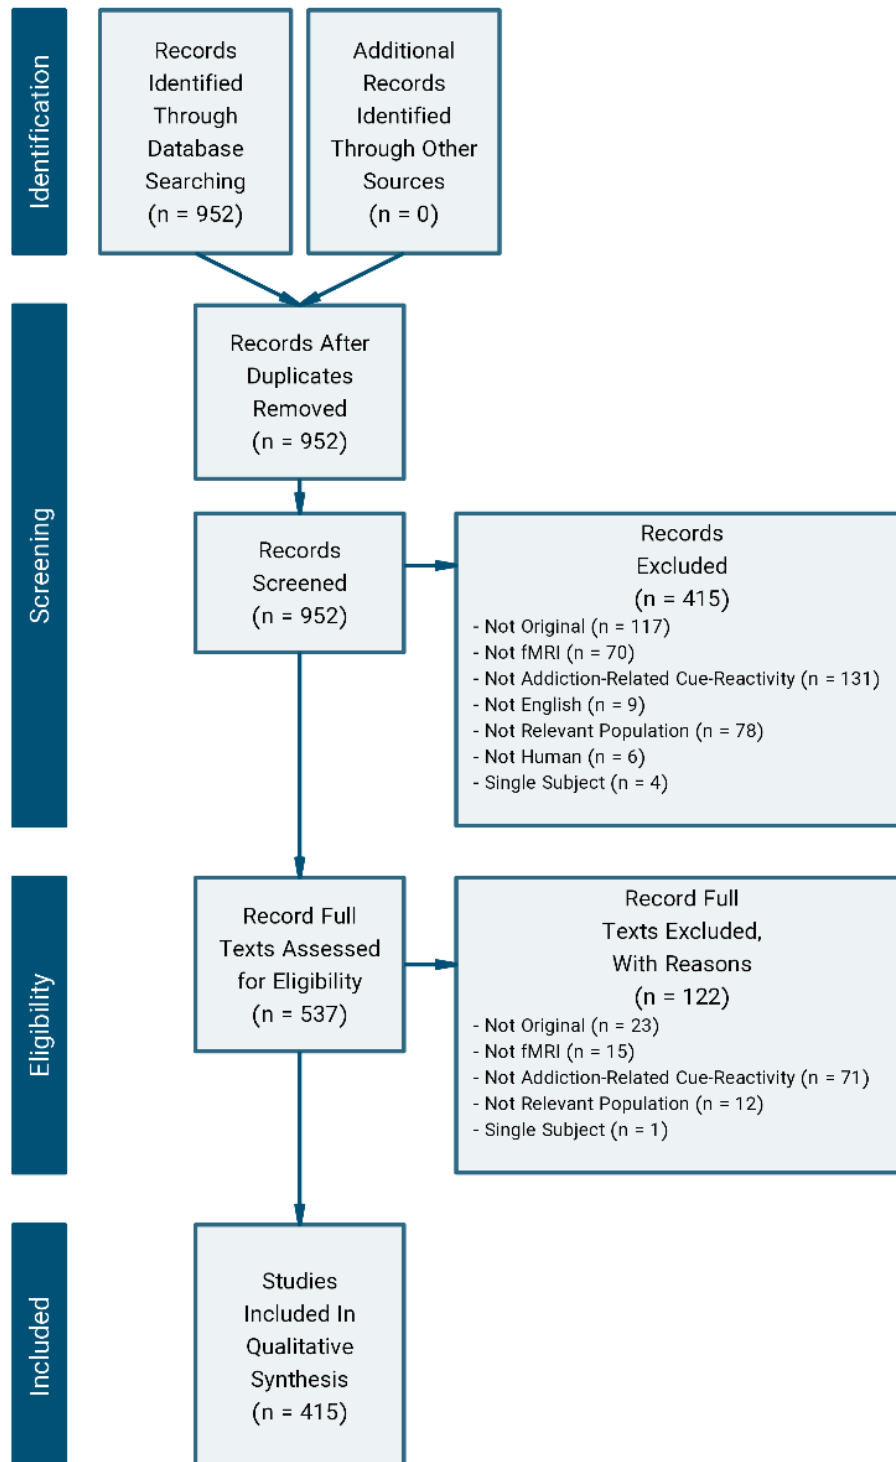 Identification
Records
Identified
Through
Database
Searching
(n = 952)
Additional
Records
Identified
Through Other
Sources
(n = 0)
Screening
Records After
Duplicates
Removed
(n = 952)
Records
Screened
(n = 952)
Records
Excluded
(n = 415)
- Not Original (n = 117)
- Not fMRI (n = 70)
- Not Addiction-Related Cue-Reactivity (n = 131)
- Not English (n = 9)
- Not Relevant Population (n = 78)
- Not Human (n = 6)
- Single Subject (n = 4)
Eligibility
Record Full
Texts Assessed
for Eligibility
(n = 537)
Record Full
Texts Excluded,
With Reasons
(n = 122)
- Not Original (n = 23)
- Not fMRI (n = 15)
- Not Addiction-Related Cue-Reactivity (n = 71)
- Not Relevant Population (n = 12)
- Single Subject (n = 1)
Included
Studies
Included In
Qualitative
Synthesis
(n = 415)